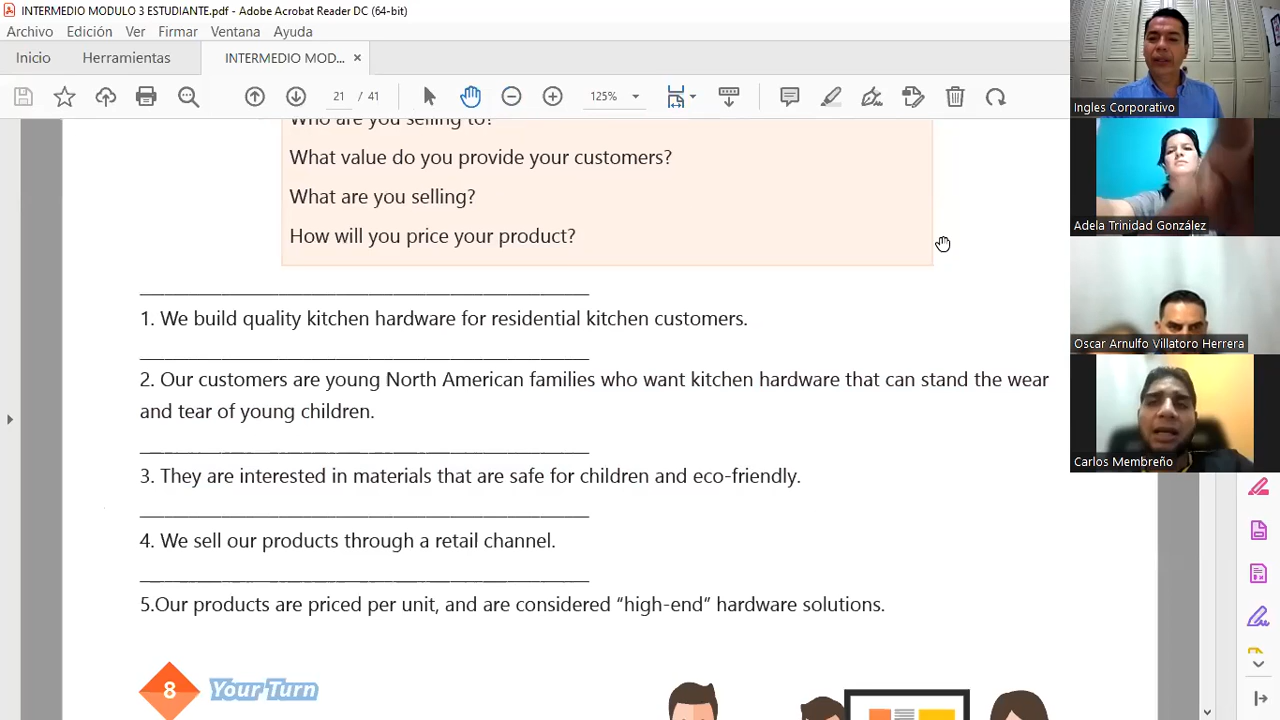 INTERMEDIO MODULO 3 ESTUDIANTE.pdf - Adobe Acrobat Reader DC (64-bit)
Archivo Edición Ver Firmar Ventana Ayuda
Inicio Herramientas INTERMEDIO MOD... ×
21 / 41 125%
Who are you selling to?
What value do you provide your customers?
What are you selling?
How will you price your product?
1. We build quality kitchen hardware for residential kitchen customers.
2. Our customers are young North American families who want kitchen hardware that can stand the wear
and tear of young children.
3. They are interested in materials that are safe for children and eco-friendly.
4. We sell our products through a retail channel.
5.Our products are priced per unit, and are considered “high-end” hardware solutions.
8 Your Turn
Ingles Corporativo
Adela Trinidad González
Oscar Arnulfo Villatoro Herrera
Carlos Membreño